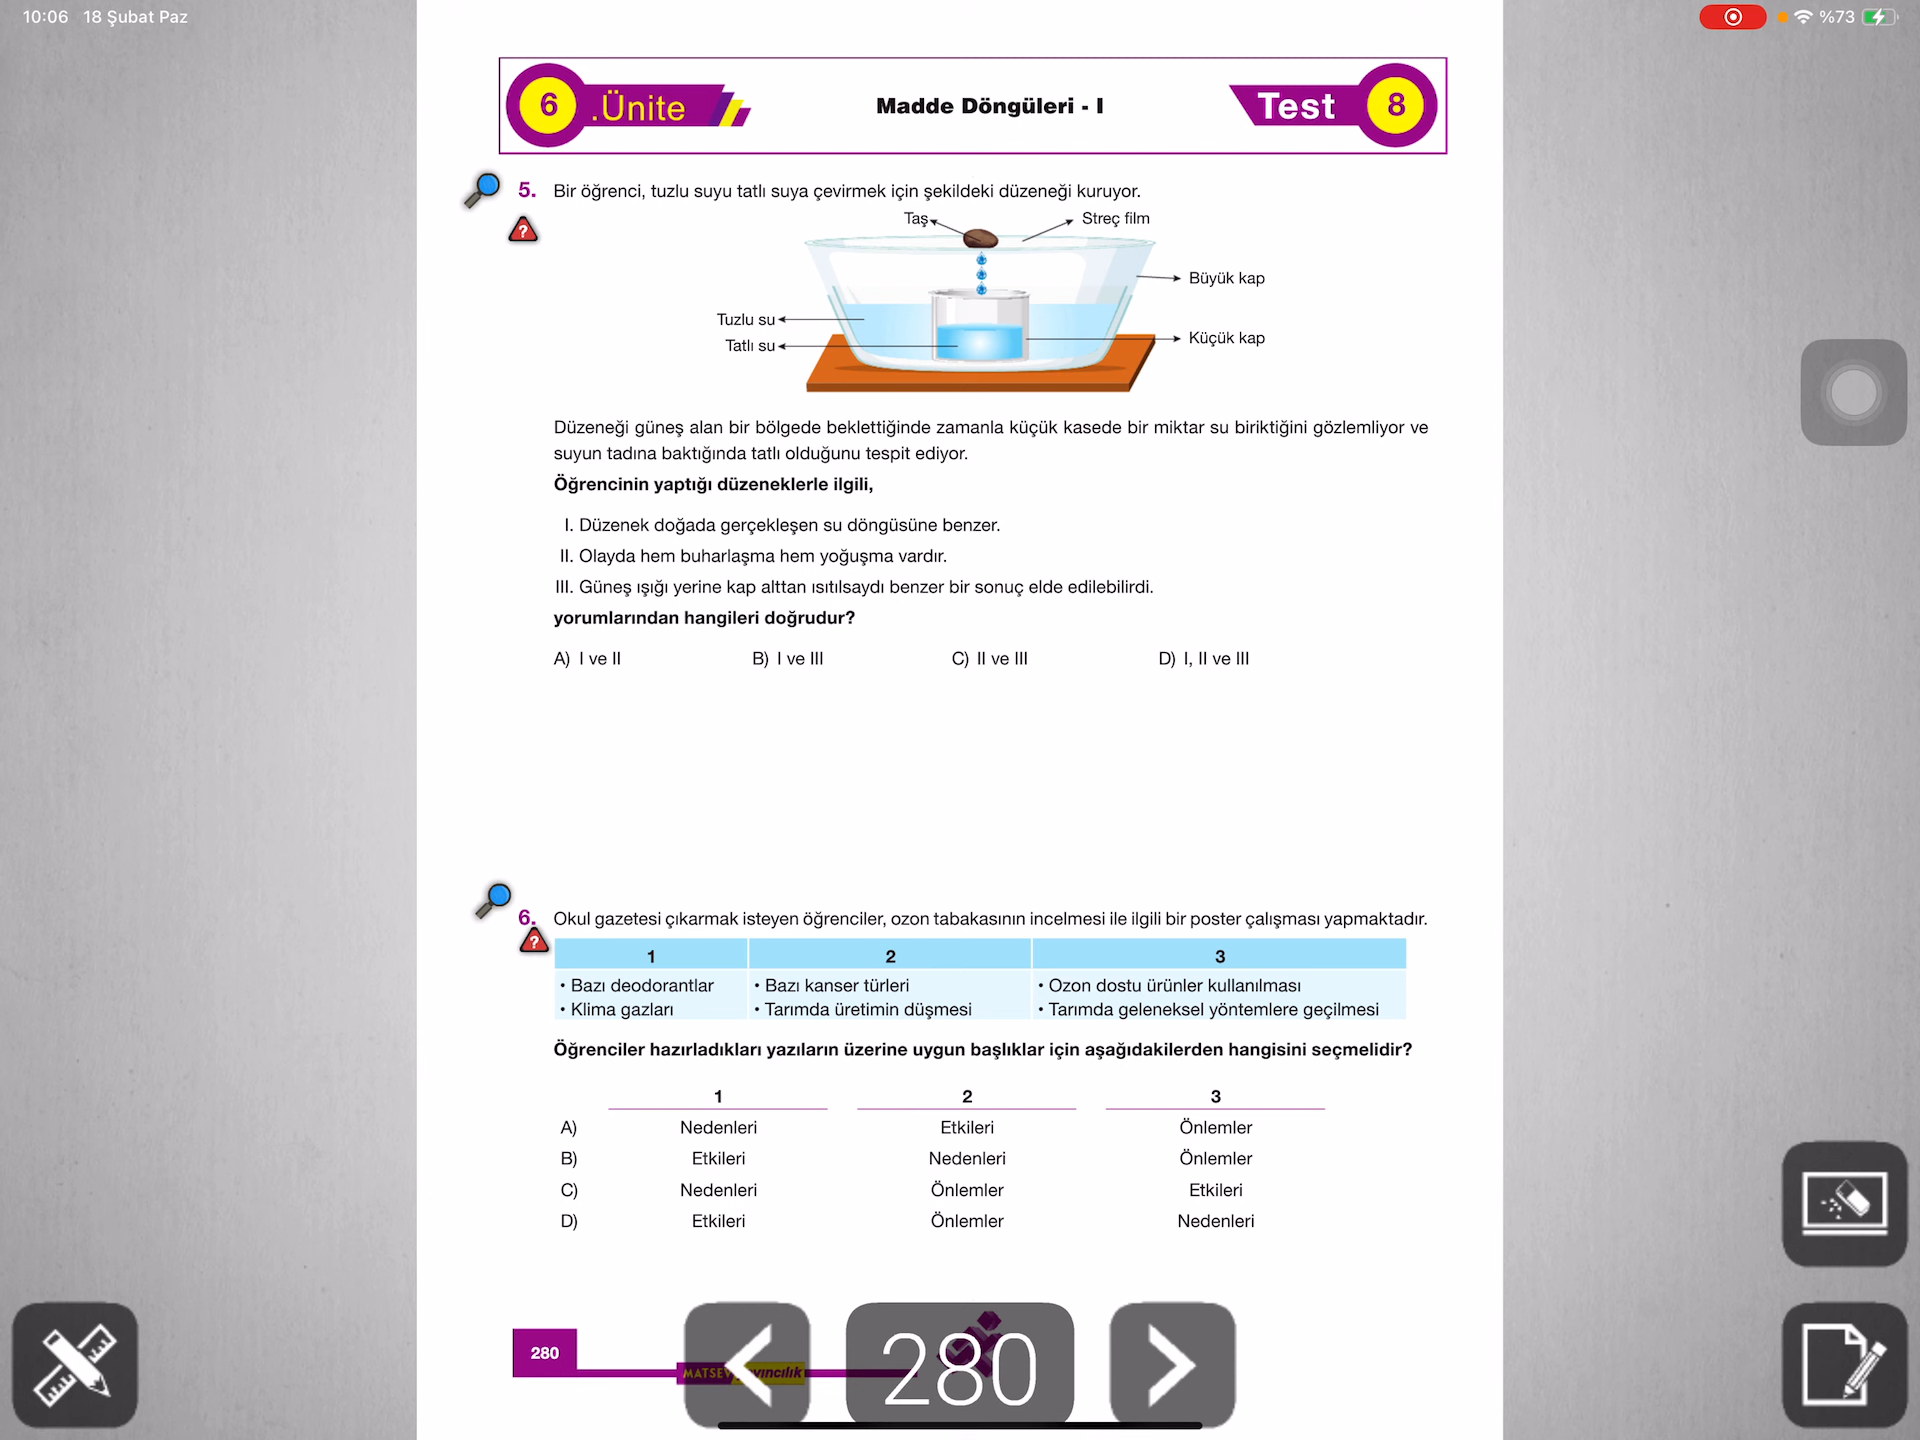 10:06 18 Şubat Paz
%73
6 .Ünite
Madde Döngüleri - I
Test 8
5. Bir öğrenci, tuzlu suyu tatlı suya çevirmek için şekildeki düzeneği kuruyor.
Taş
Streç film
Büyük kap
Tuzlu su
Küçük kap
Tatlı su
Düzeneği güneş alan bir bölgede beklettiğinde zamanla küçük kasede bir miktar su biriktiğini gözlemliyor ve
suyun tadına baktığında tatlı olduğunu tespit ediyor.
Öğrencinin yaptığı düzeneklerle ilgili,
I. Düzenek doğada gerçekleşen su döngüsüne benzer.
II. Olayda hem buharlaşma hem yoğuşma vardır.
III. Güneş ışığı yerine kap alttan ısıtılsaydı benzer bir sonuç elde edilebilirdi.
yorumlarından hangileri doğrudur?
A) I ve II B) I ve III C) II ve III D) I, II ve III
6. Okul gazetesi çıkarmak isteyen öğrenciler, ozon tabakasının incelmesi ile ilgili bir poster çalışması yapmaktadır.
1 2 3
• Bazı deodorantlar • Bazı kanser türleri • Ozon dostu ürünler kullanılması
• Klima gazları • Tarımda üretimin düşmesi • Tarımda geleneksel yöntemlere geçilmesi
Öğrenciler hazırladıkları yazıların üzerine uygun başlıklar için aşağıdakilerden hangisini seçmelidir?
1 2 3
A) Nedenleri Etkileri Önlemler
B) Etkileri Nedenleri Önlemler
C) Nedenleri Önlemler Etkileri
D) Etkileri Önlemler Nedenleri
280
280